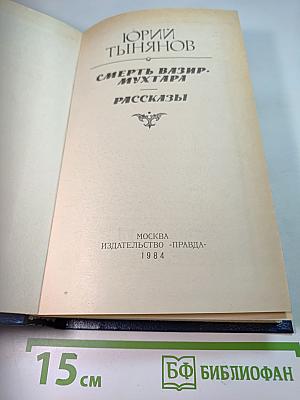 ЮРИЙ
ТЫНЯНОВ
СМЕРТЬ ВАЗИР-
МУХТАРА
РАССКАЗЫ
МОСКВА
ИЗДАТЕЛЬСТВО «ПРАВДА»
1984
15 см
БФ БИБЛИОФАН